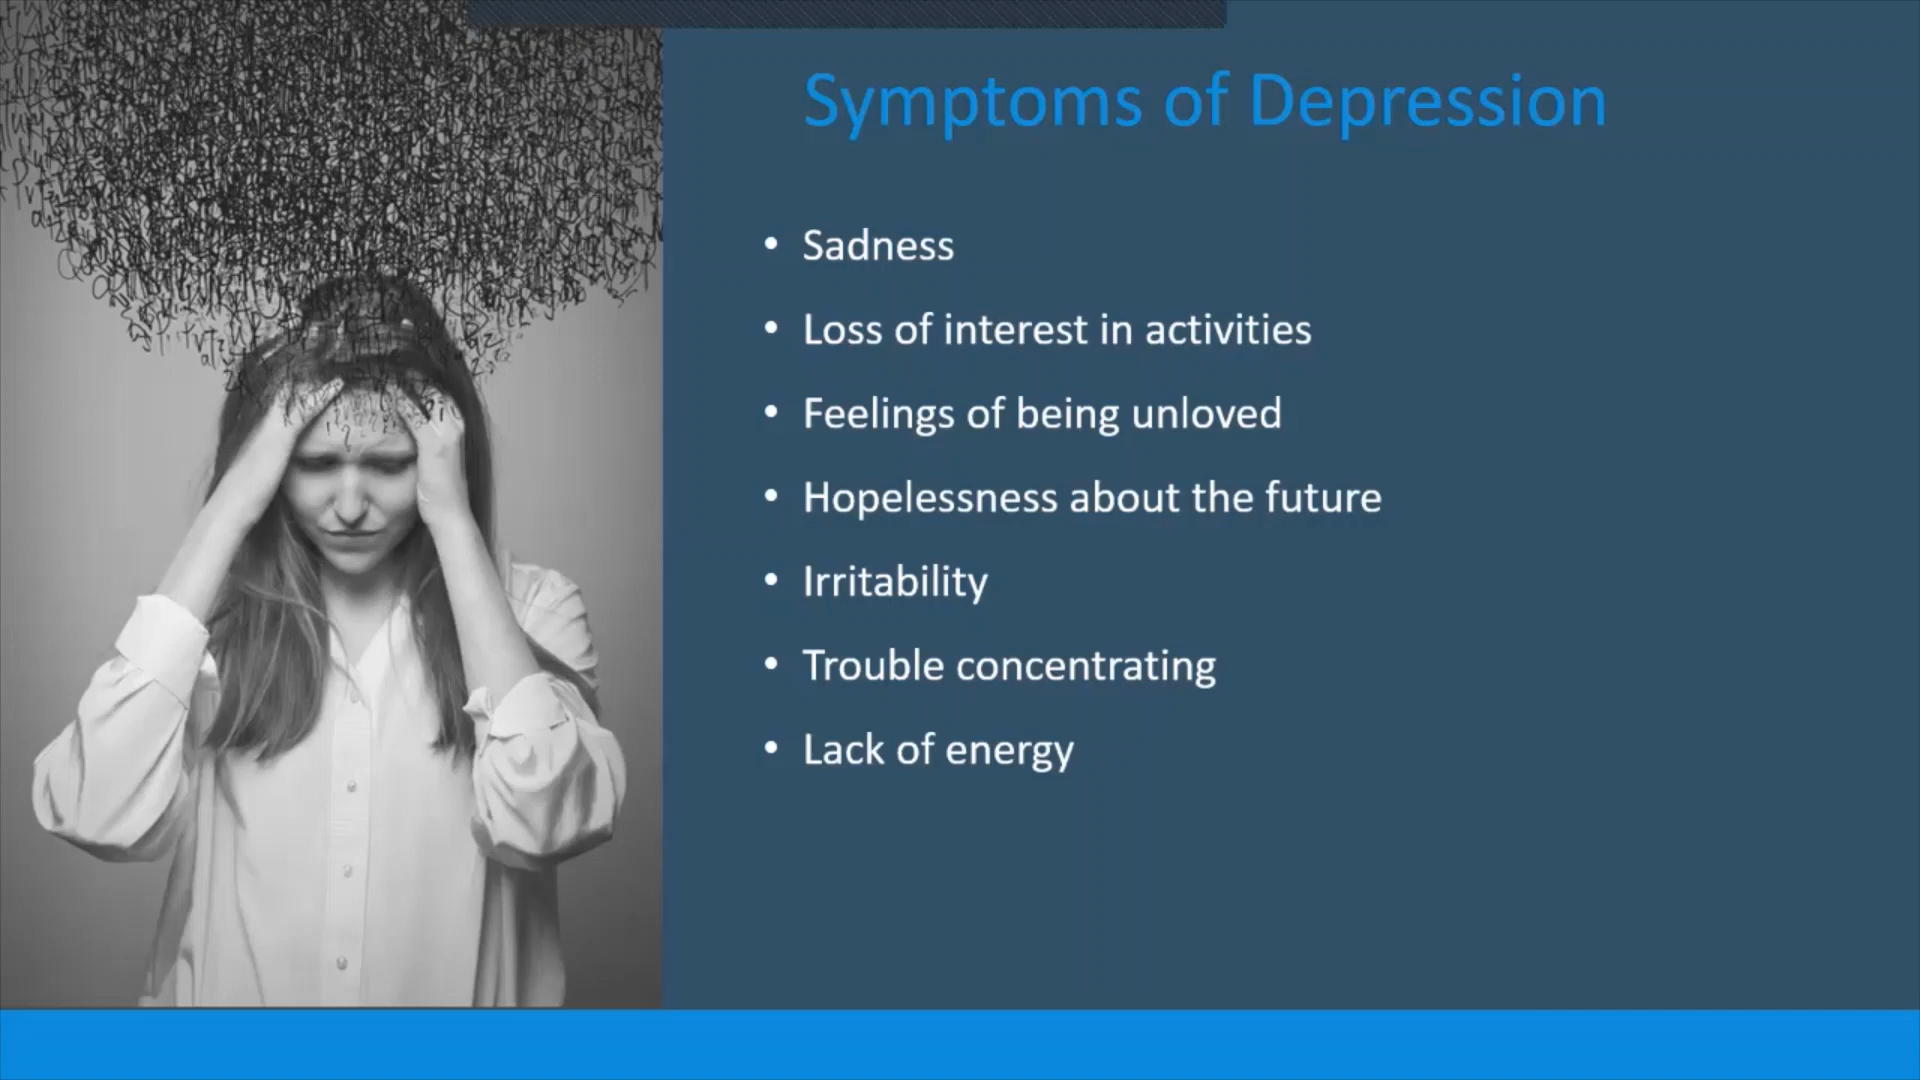 Symptoms of Depression
• Sadness
• Loss of interest in activities
• Feelings of being unloved
• Hopelessness about the future
• Irritability
• Trouble concentrating
• Lack of energy